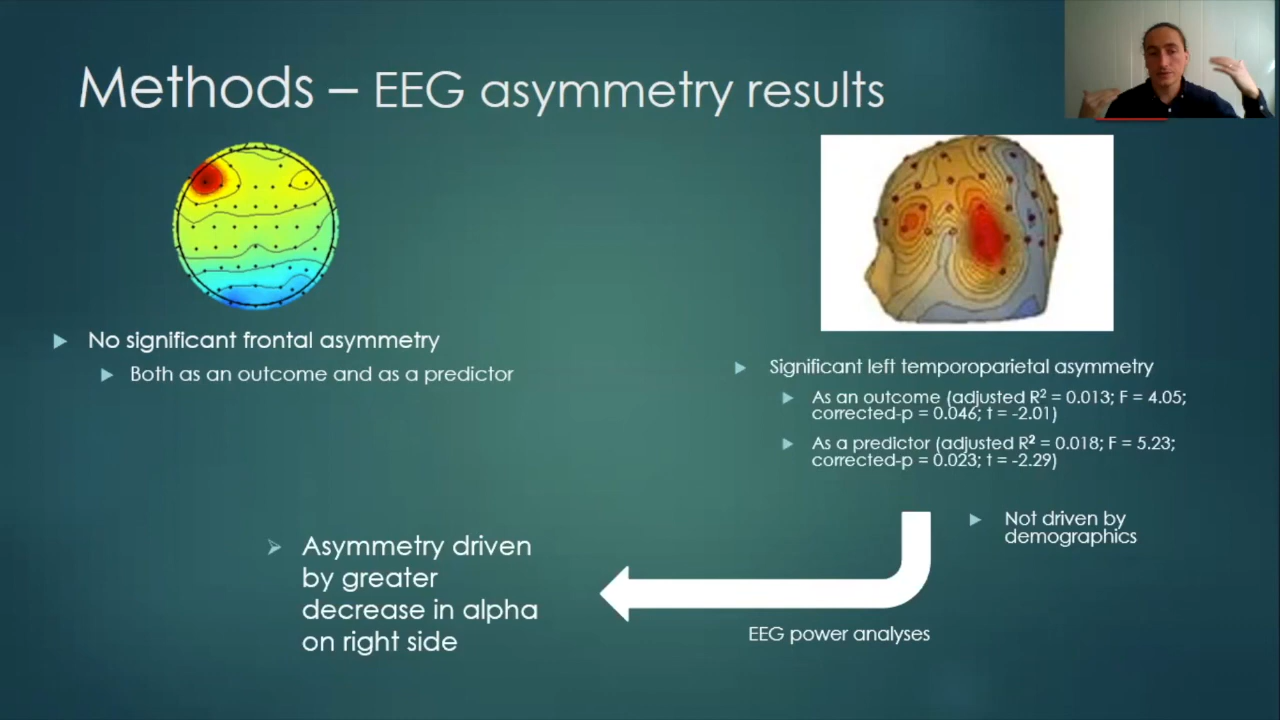 Methods – EEG asymmetry results
No significant frontal asymmetry
Both as an outcome and as a predictor
Significant left temporoparietal asymmetry
As an outcome (adjusted R² = 0.013; F = 4.05;
corrected-p = 0.046; t = -2.01)
As a predictor (adjusted R² = 0.018; F = 5.23;
corrected-p = 0.023; t = -2.29)
Not driven by
demographics
Asymmetry driven
by greater
decrease in alpha
on right side
EEG power analyses